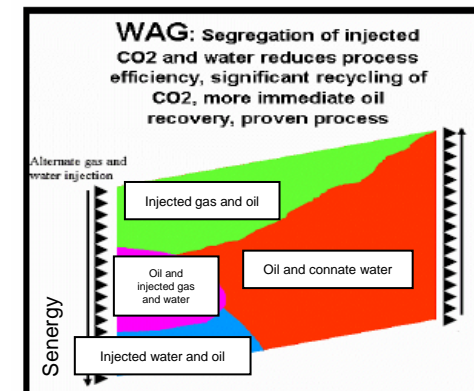 WAG: Segregation of injected
CO2 and water reduces process
efficiency, significant recycling of
CO2, more immediate oil
recovery, proven process
Alternate gas and
water injection
Injected gas and oil
Oil and connate water
Oil and
injected gas
and water
Injected water and oil
Senergy